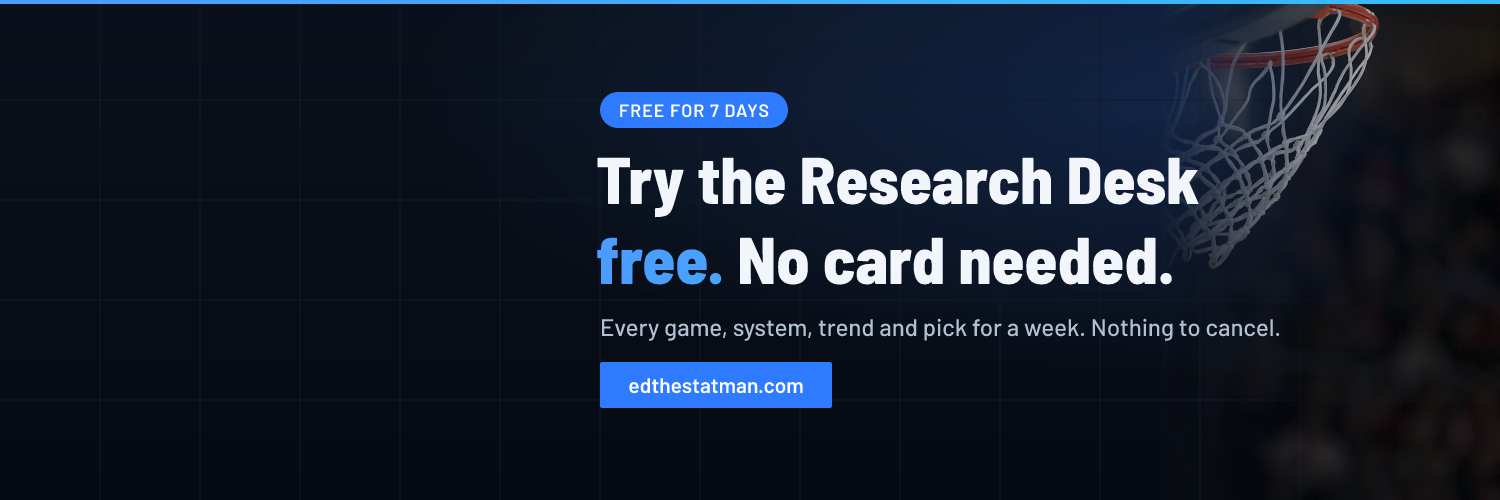 FREE FOR 7 DAYS
Try the Research Desk
free. No card needed.
Every game, system, trend and pick for a week. Nothing to cancel.
edthestatman.com